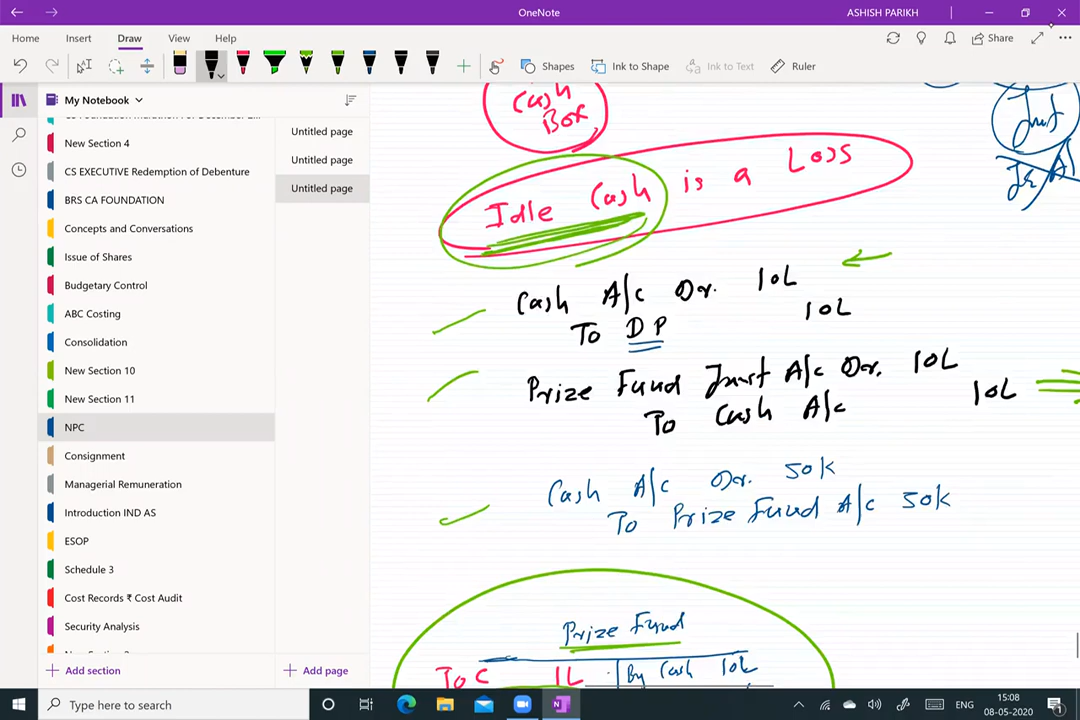 OneNote
ASHISH PARIKH
Home Insert Draw View Help
Share
Shapes
Ink to Shape
Ink to Text
Ruler
My Notebook
New Section 4
CS EXECUTIVE Redemption of Debenture
BRS CA FOUNDATION
Concepts and Conversations
Issue of Shares
Budgetary Control
ABC Costing
Consolidation
New Section 10
New Section 11
NPC
Consignment
Managerial Remuneration
Introduction IND AS
ESOP
Schedule 3
Cost Records ₹ Cost Audit
Security Analysis
Add section
Untitled page
Untitled page
Untitled page
Add page
Cash
Box
Idle Cash is a Loss
Cash A/c Dr. 10L
To DP 10L
Prize Fund Inust A/c Dr. 10L
To Cash A/c 10L
Cash A/c Dr. 50K
To Prize Fund A/c 50K
Prize Fund
To C 1L By Cash 10L
Type here to search
ENG
15:08
08-05-2020